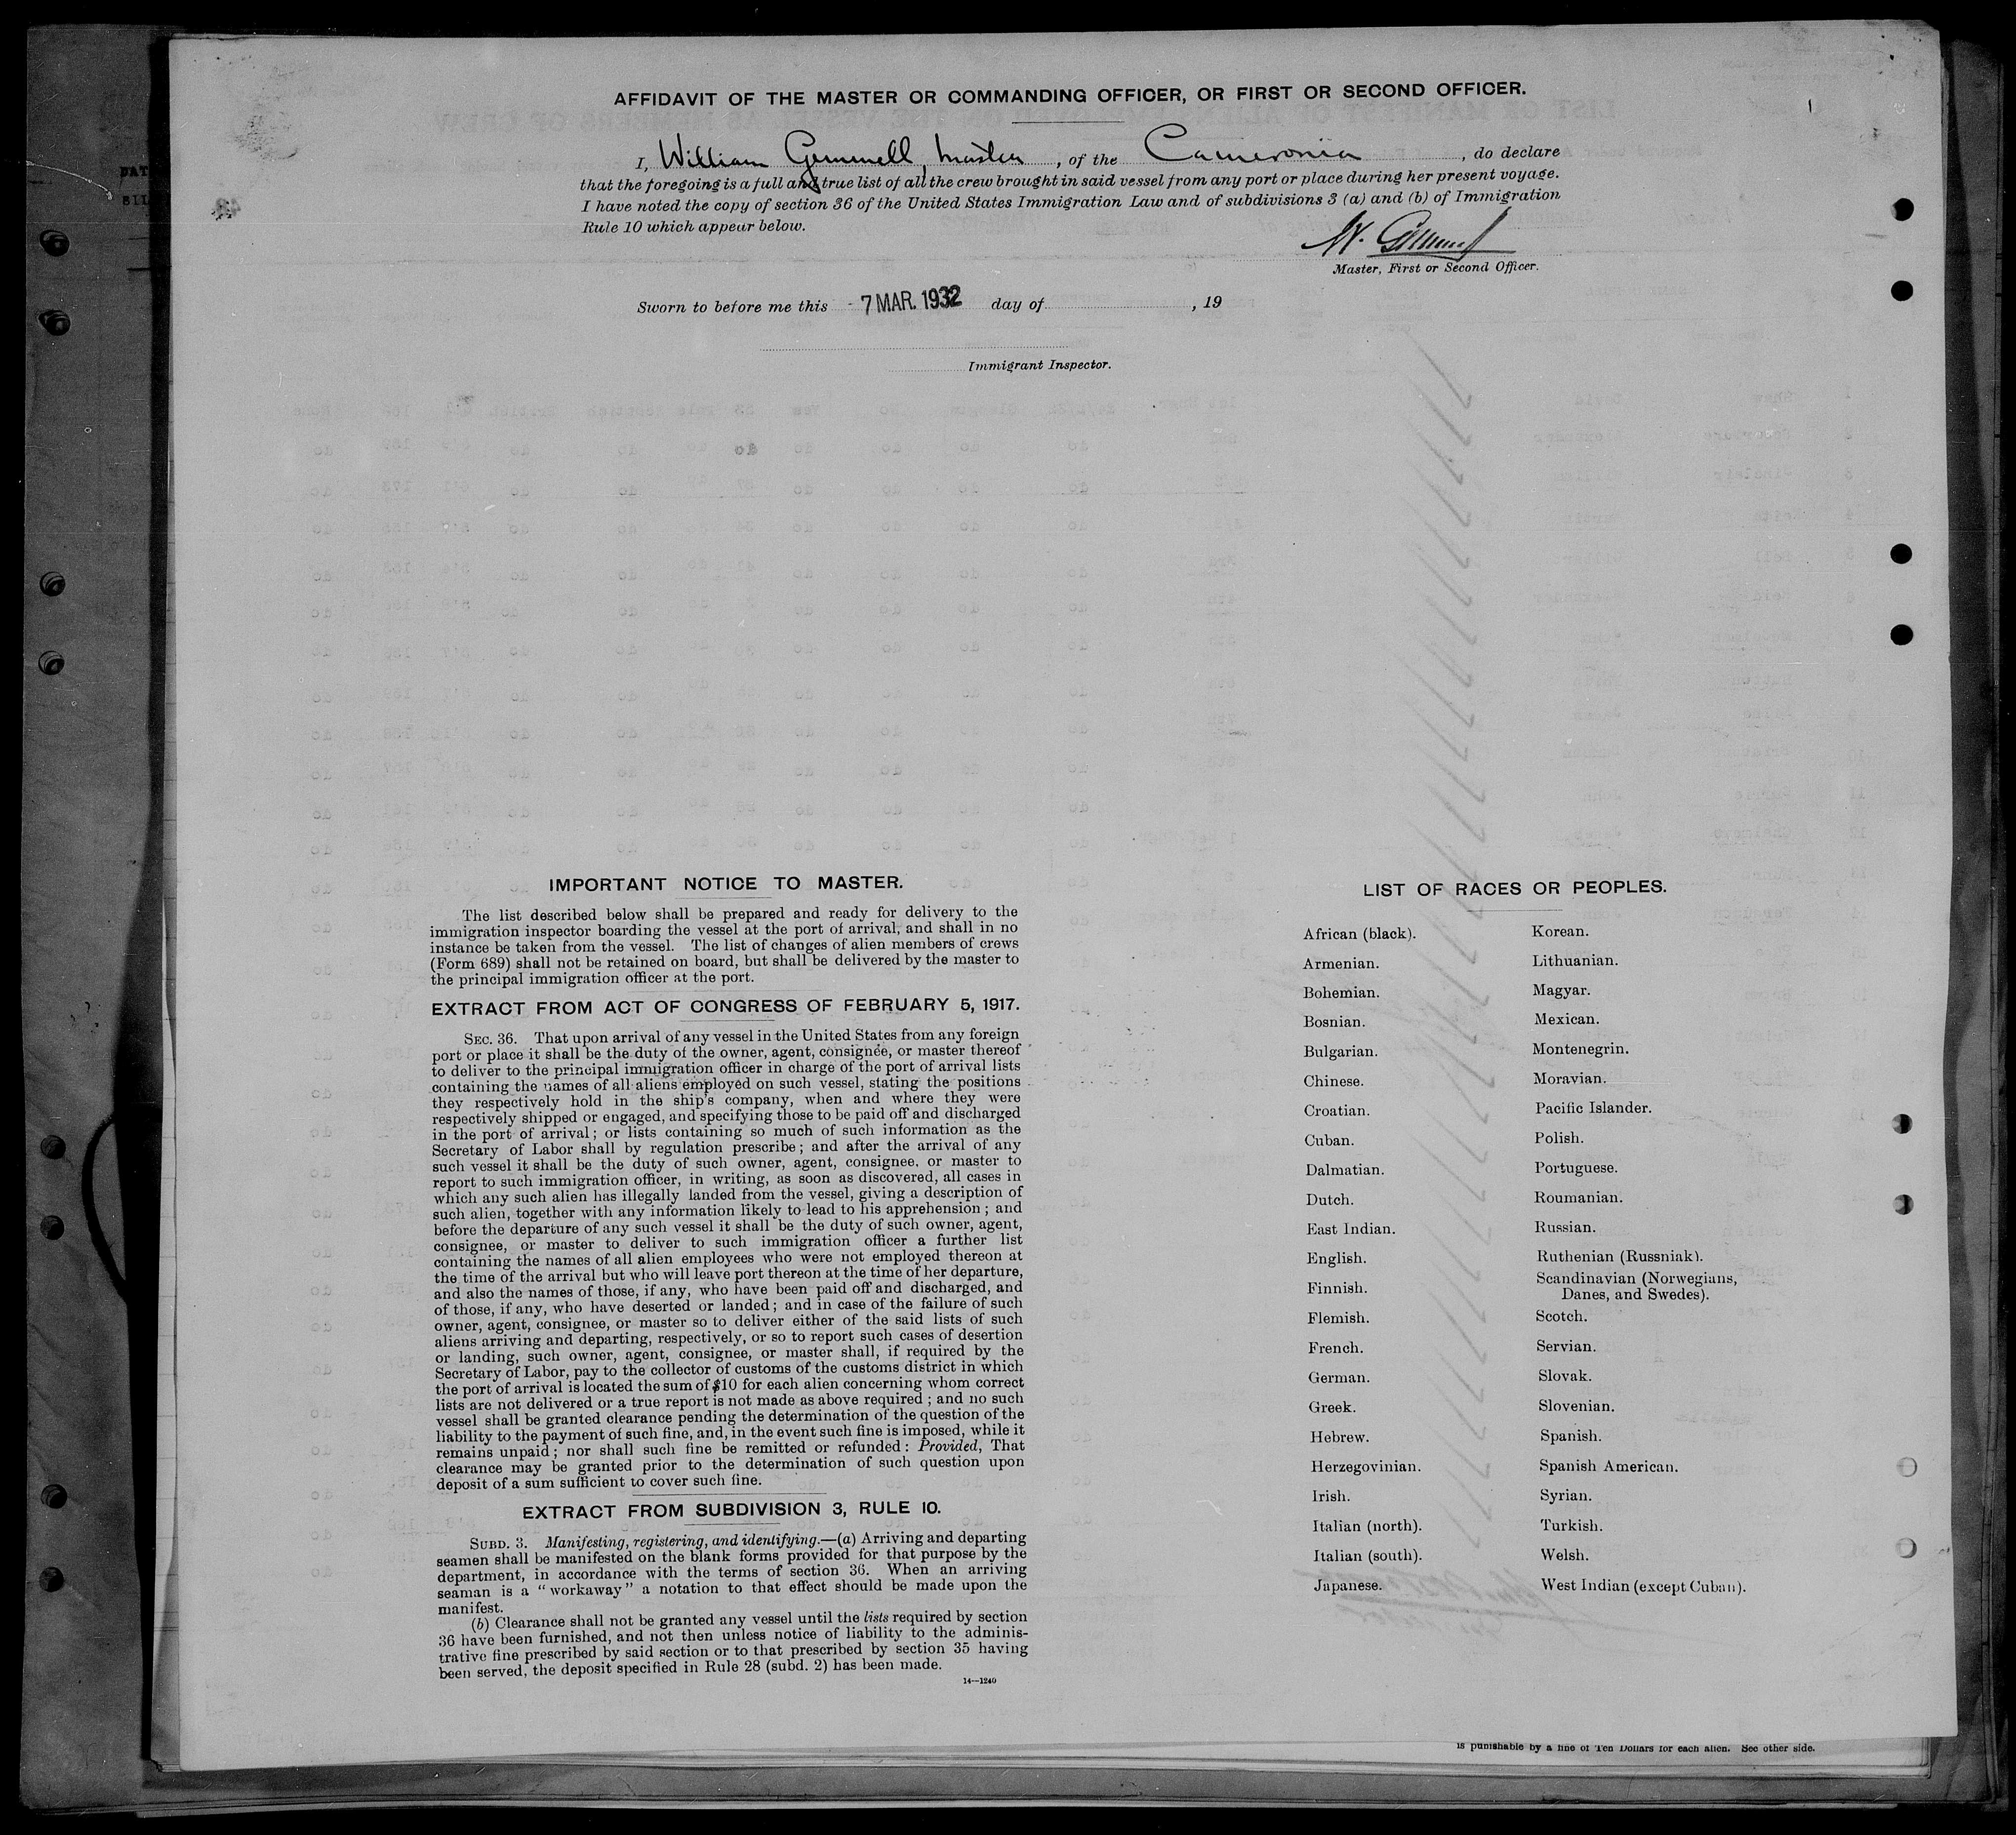 AFFIDAVIT OF THE MASTER OR COMMANDING OFFICER, OR FIRST OR SECOND OFFICER.
I, William Gemmell, Master, of the Cameronia, do declare
that the foregoing is a full and true list of all the crew brought in said vessel from any port or place during her present voyage.
I have noted the copy of section 36 of the United States Immigration Law and of subdivisions 3 (a) and (b) of Immigration
Rule 10 which appear below.
W. Gemmell
Master, First or Second Officer.
Sworn to before me this - 7 MAR. 1932 day of , 19
Immigrant Inspector.
IMPORTANT NOTICE TO MASTER.
The list described below shall be prepared and ready for delivery to the
immigration inspector boarding the vessel at the port of arrival, and shall in no
instance be taken from the vessel. The list of changes of alien members of crews
(Form 689) shall not be retained on board, but shall be delivered by the master to
the principal immigration officer at the port.
EXTRACT FROM ACT OF CONGRESS OF FEBRUARY 5, 1917.
SEC. 36. That upon arrival of any vessel in the United States from any foreign
port or place it shall be the duty of the owner, agent, consignee, or master thereof
to deliver to the principal immigration officer in charge of the port of arrival lists
containing the names of all aliens employed on such vessel, stating the positions
they respectively hold in the ship's company, when and where they were
respectively shipped or engaged, and specifying those to be paid off and discharged
in the port of arrival; or lists containing so much of such information as the
Secretary of Labor shall by regulation prescribe; and after the arrival of any
such vessel it shall be the duty of such owner, agent, consignee, or master to
report to such immigration officer, in writing, as soon as discovered, all cases in
which any such alien has illegally landed from the vessel, giving a description of
such alien, together with any information likely to lead to his apprehension; and
before the departure of any such vessel it shall be the duty of such owner, agent,
consignee, or master to deliver to such immigration officer a further list
containing the names of all alien employees who were not employed thereon at
the time of the arrival but who will leave port thereon at the time of her departure,
and also the names of those, if any, who have been paid off and discharged, and
of those, if any, who have deserted or landed; and in case of the failure of such
owner, agent, consignee, or master so to deliver either of the said lists of such
aliens arriving and departing, respectively, or so to report such cases of desertion
or landing, such owner, agent, consignee, or master shall, if required by the
Secretary of Labor, pay to the collector of customs of the customs district in which
the port of arrival is located the sum of $10 for each alien concerning whom correct
lists are not delivered or a true report is not made as above required; and no such
vessel shall be granted clearance pending the determination of the question of the
liability to the payment of such fine, and, in the event such fine is imposed, while it
remains unpaid; nor shall such fine be remitted or refunded: Provided, That
clearance may be granted prior to the determination of such question upon
deposit of a sum sufficient to cover such fine.
EXTRACT FROM SUBDIVISION 3, RULE 10.
SUBD. 3. Manifesting, registering, and identifying.—(a) Arriving and departing
seamen shall be manifested on the blank forms provided for that purpose by the
department, in accordance with the terms of section 36. When an arriving
seaman is a "workaway" a notation to that effect should be made upon the
manifest.
(b) Clearance shall not be granted any vessel until the lists required by section
36 have been furnished, and not then unless notice of liability to the adminis-
trative fine prescribed by said section or to that prescribed by section 35 having
been served, the deposit specified in Rule 28 (subd. 2) has been made.
14—1240
LIST OF RACES OR PEOPLES.
African (black).
Armenian.
Bohemian.
Bosnian.
Bulgarian.
Chinese.
Croatian.
Cuban.
Dalmatian.
Dutch.
East Indian.
English.
Finnish.
Flemish.
French.
German.
Greek.
Hebrew.
Herzegovinian.
Irish.
Italian (north).
Italian (south).
Japanese.
Korean.
Lithuanian.
Magyar.
Mexican.
Montenegrin.
Moravian.
Pacific Islander.
Polish.
Portuguese.
Roumanian.
Russian.
Ruthenian (Russniak).
Scandinavian (Norwegians,
Danes, and Swedes).
Scotch.
Servian.
Slovak.
Slovenian.
Spanish.
Spanish American.
Syrian.
Turkish.
Welsh.
West Indian (except Cuban).
is punishable by a fine of Ten Dollars for each alien. See other side.